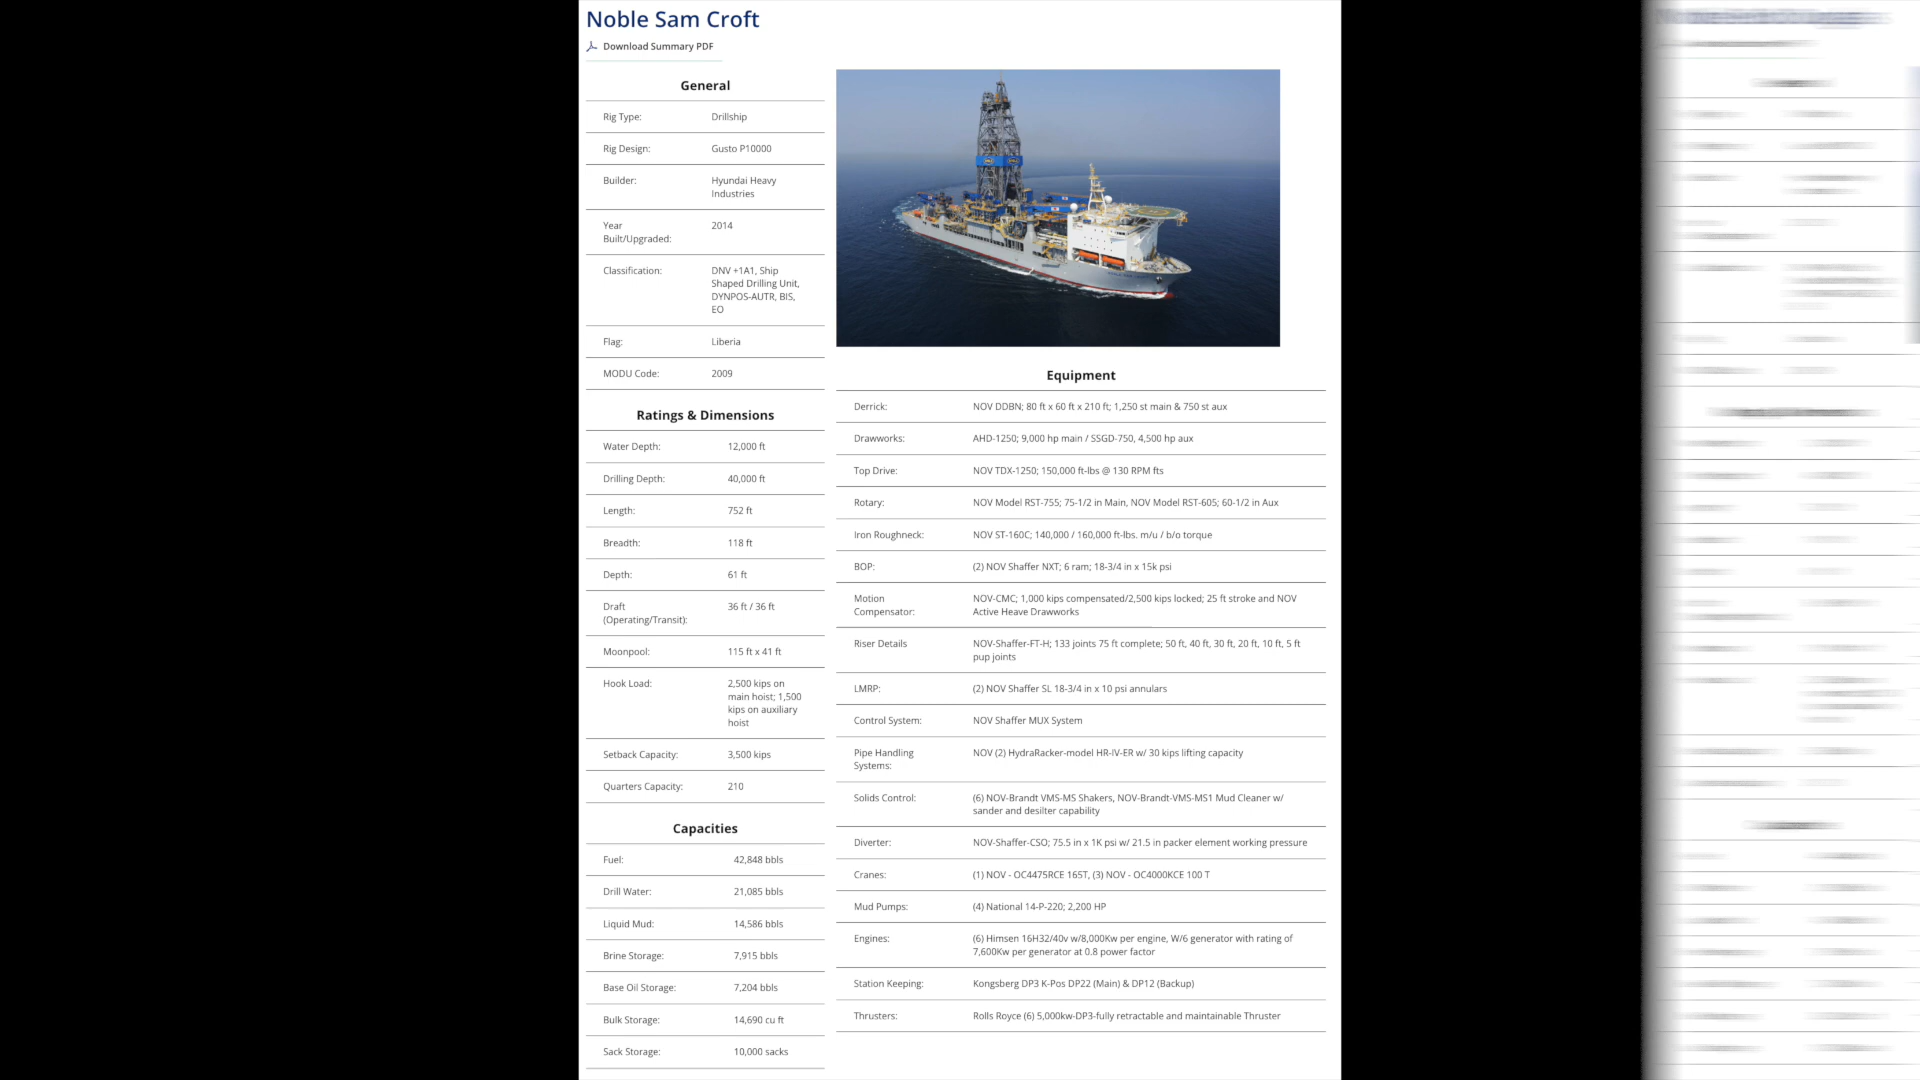 Noble Sam Croft
Download Summary PDF
General
Rig Type: Drillship
Rig Design: Gusto P10000
Builder: Hyundai Heavy
Industries
Year 2014
Built/Upgraded:
Classification: DNV +1A1, Ship
Shaped Drilling Unit,
DYNPOS-AUTR, BIS,
EO
Flag: Liberia
MODU Code: 2009
Ratings & Dimensions
Water Depth: 12,000 ft
Drilling Depth: 40,000 ft
Length: 752 ft
Breadth: 118 ft
Depth: 61 ft
Draft 36 ft / 36 ft
(Operating/Transit):
Moonpool: 115 ft x 41 ft
Hook Load: 2,500 kips on
main hoist; 1,500
kips on auxiliary
hoist
Setback Capacity: 3,500 kips
Quarters Capacity: 210
Capacities
Fuel: 42,848 bbls
Drill Water: 21,085 bbls
Liquid Mud: 14,586 bbls
Brine Storage: 7,915 bbls
Base Oil Storage: 7,204 bbls
Bulk Storage: 14,690 cu ft
Sack Storage: 10,000 sacks
Equipment
Derrick: NOV DDBN; 80 ft x 60 ft x 210 ft; 1,250 st main & 750 st aux
Drawworks: AHD-1250; 9,000 hp main / SSGD-750, 4,500 hp aux
Top Drive: NOV TDX-1250; 150,000 ft-lbs @ 130 RPM fts
Rotary: NOV Model RST-755; 75-1/2 in Main, NOV Model RST-605; 60-1/2 in Aux
Iron Roughneck: NOV ST-160C; 140,000 / 160,000 ft-lbs. m/u / b/o torque
BOP: (2) NOV Shaffer NXT; 6 ram; 18-3/4 in x 15k psi
Motion NOV-CMC; 1,000 kips compensated/2,500 kips locked; 25 ft stroke and NOV
Compensator: Active Heave Drawworks
Riser Details NOV-Shaffer-FT-H; 133 joints 75 ft complete; 50 ft, 40 ft, 30 ft, 20 ft, 10 ft, 5 ft
pup joints
LMRP: (2) NOV Shaffer SL 18-3/4 in x 10 psi annulars
Control System: NOV Shaffer MUX System
Pipe Handling NOV (2) HydraRacker-model HR-IV-ER w/ 30 kips lifting capacity
Systems:
Solids Control: (6) NOV-Brandt VMS-MS Shakers, NOV-Brandt-VMS-MS1 Mud Cleaner w/
sander and desilter capability
Diverter: NOV-Shaffer-CSO; 75.5 in x 1K psi w/ 21.5 in packer element working pressure
Cranes: (1) NOV - OC4475RCE 165T, (3) NOV - OC4000KCE 100 T
Mud Pumps: (4) National 14-P-220; 2,200 HP
Engines: (6) Himsen 16H32/40v w/8,000Kw per engine, W/6 generator with rating of
7,600Kw per generator at 0.8 power factor
Station Keeping: Kongsberg DP3 K-Pos DP22 (Main) & DP12 (Backup)
Thrusters: Rolls Royce (6) 5,000kw-DP3-fully retractable and maintainable Thruster